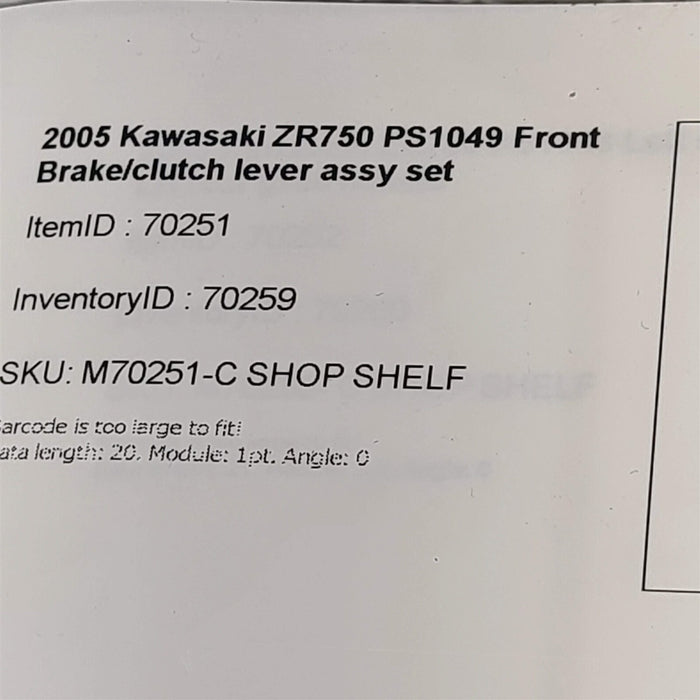 2005 Kawasaki ZR750 PS1049 Front
Brake/clutch lever assy set
ItemID : 70251
InventoryID : 70259
SKU: M70251-C SHOP SHELF
arcode is too large to fit!
ata length: 20. Module: 1pt. Angle: 0